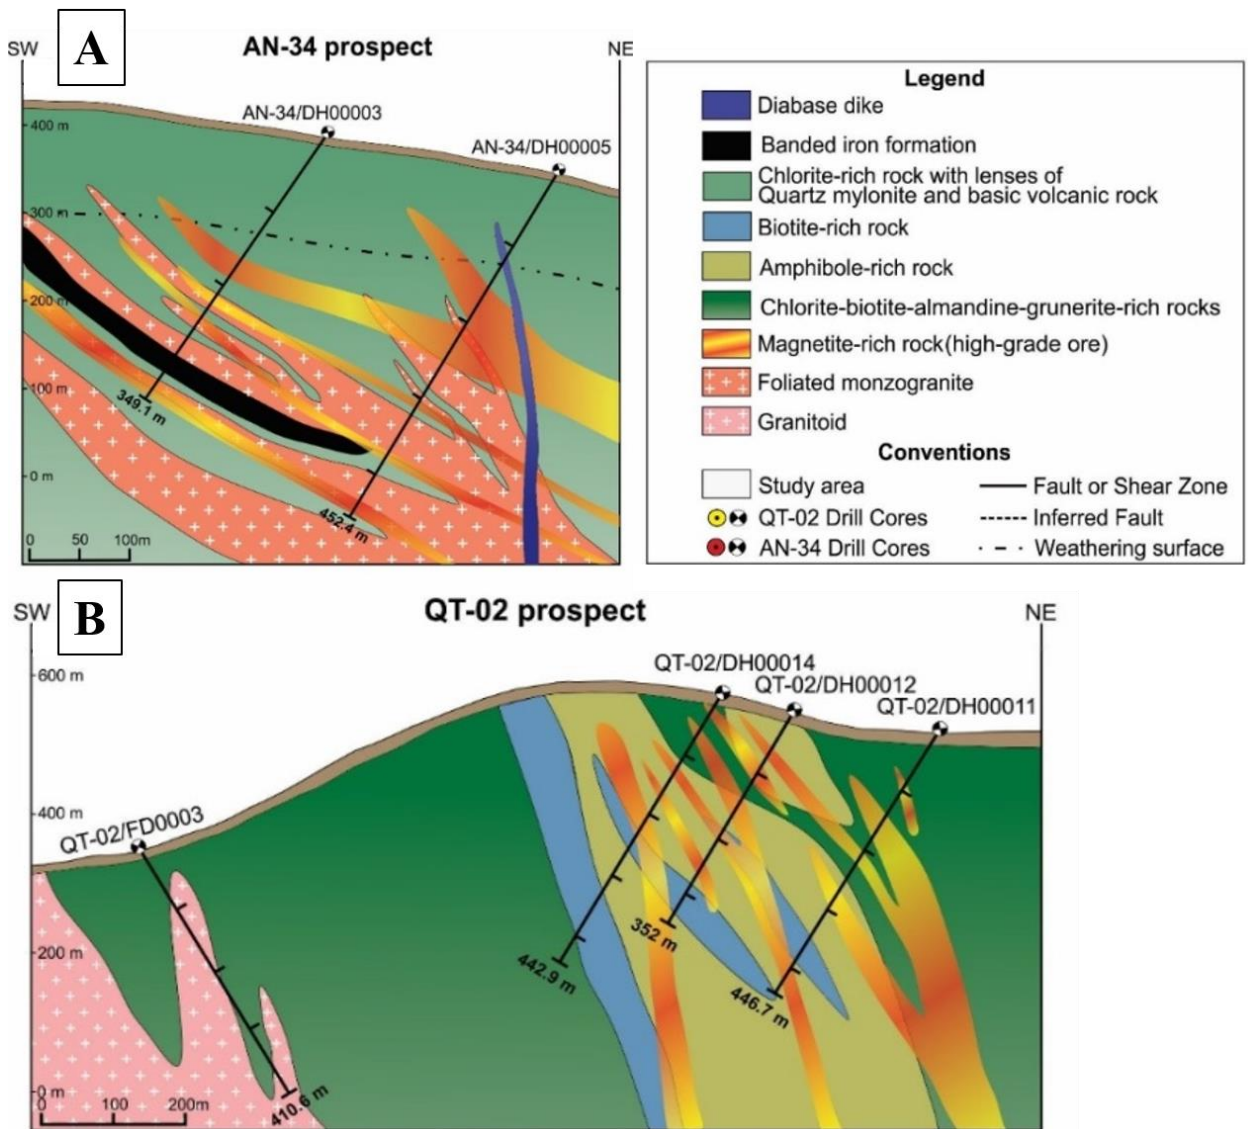 A
SW
AN-34 prospect
NE
AN-34/DH00003
AN-34/DH00005
400 m
300 m
200 m
100 m
0 m
349.1 m
452.4 m
0 50 100m
Legend
Diabase dike
Banded iron formation
Chlorite-rich rock with lenses of
Quartz mylonite and basic volcanic rock
Biotite-rich rock
Amphibole-rich rock
Chlorite-biotite-almandine-grunerite-rich rocks
Magnetite-rich rock(high-grade ore)
Foliated monzogranite
Granitoid
Conventions
Study area
Fault or Shear Zone
QT-02 Drill Cores
Inferred Fault
AN-34 Drill Cores
Weathering surface
B
SW
QT-02 prospect
NE
QT-02/DH00014
QT-02/DH00012
QT-02/DH00011
QT-02/FD0003
600 m
400 m
200 m
0 m
442.9 m
352 m
446.7 m
410.6 m
0 100 200m